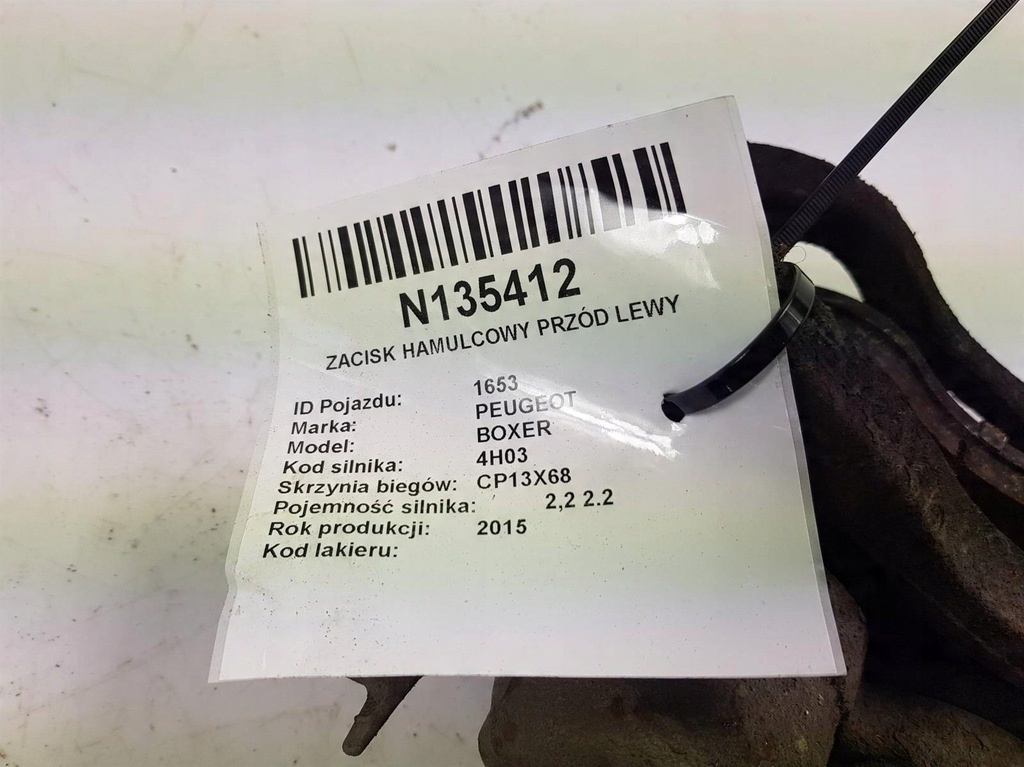 N135412
ZACISK HAMULCOWY PRZÓD LEWY
ID Pojazdu: 1653
Marka: PEUGEOT
Model: BOXER
Kod silnika: 4H03
Skrzynia biegów: CP13X68
Pojemność silnika: 2,2 2.2
Rok produkcji: 2015
Kod lakieru: